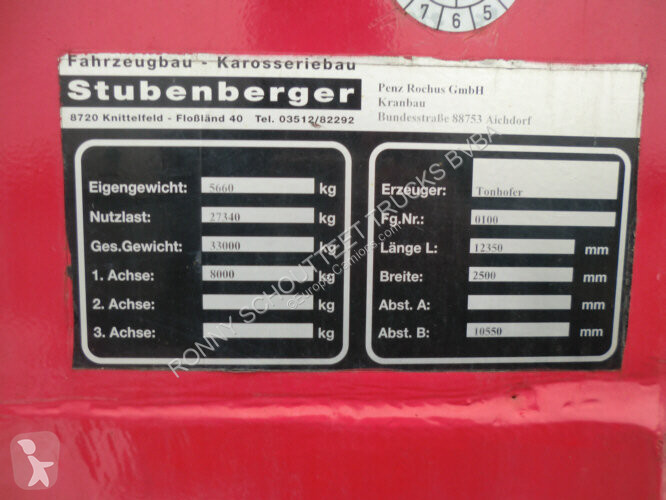 7 6 5
Fahrzeugbau - Karosseriebau
Stubenberger
8720 Knittelfeld - Floßländ 40 Tel. 03512/82292
Penz Rochus GmbH
Kranbau
Bundesstraße 88753 Aichdorf
Eigengewicht: 5660 kg
Nutzlast: 27340 kg
Ges.Gewicht: 33000 kg
1. Achse: 8000 kg
2. Achse: kg
3. Achse: kg
Erzeuger: Tonhofer
Fg.Nr.: 0100
Länge L: 12350 mm
Breite: 2500 mm
Abst. A: mm
Abst. B: 10550 mm
RONNY SCHOUTTEET TRUCKS BVBA
©Europe-Camions.com